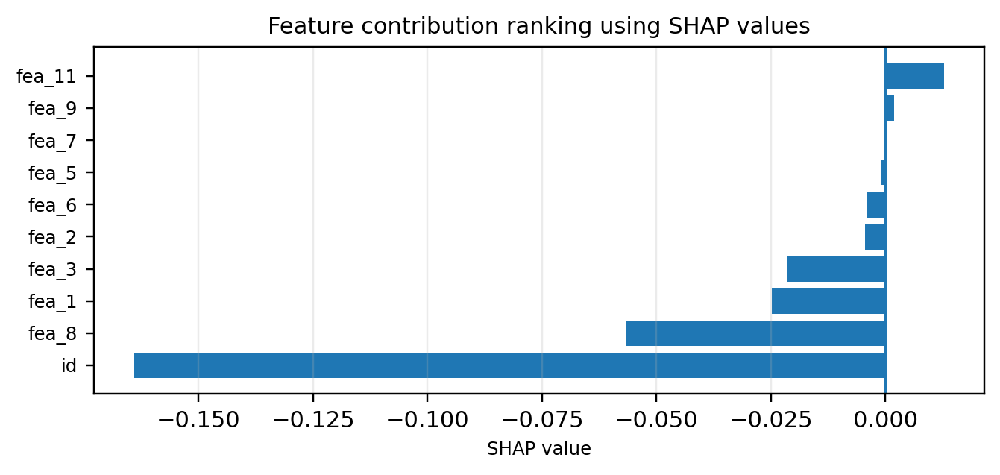 Feature contribution ranking using SHAP values
fea_11
fea_9
fea_7
fea_5
fea_6
fea_2
fea_3
fea_1
fea_8
id
−0.150 −0.125 −0.100 −0.075 −0.050 −0.025 0.000
SHAP value